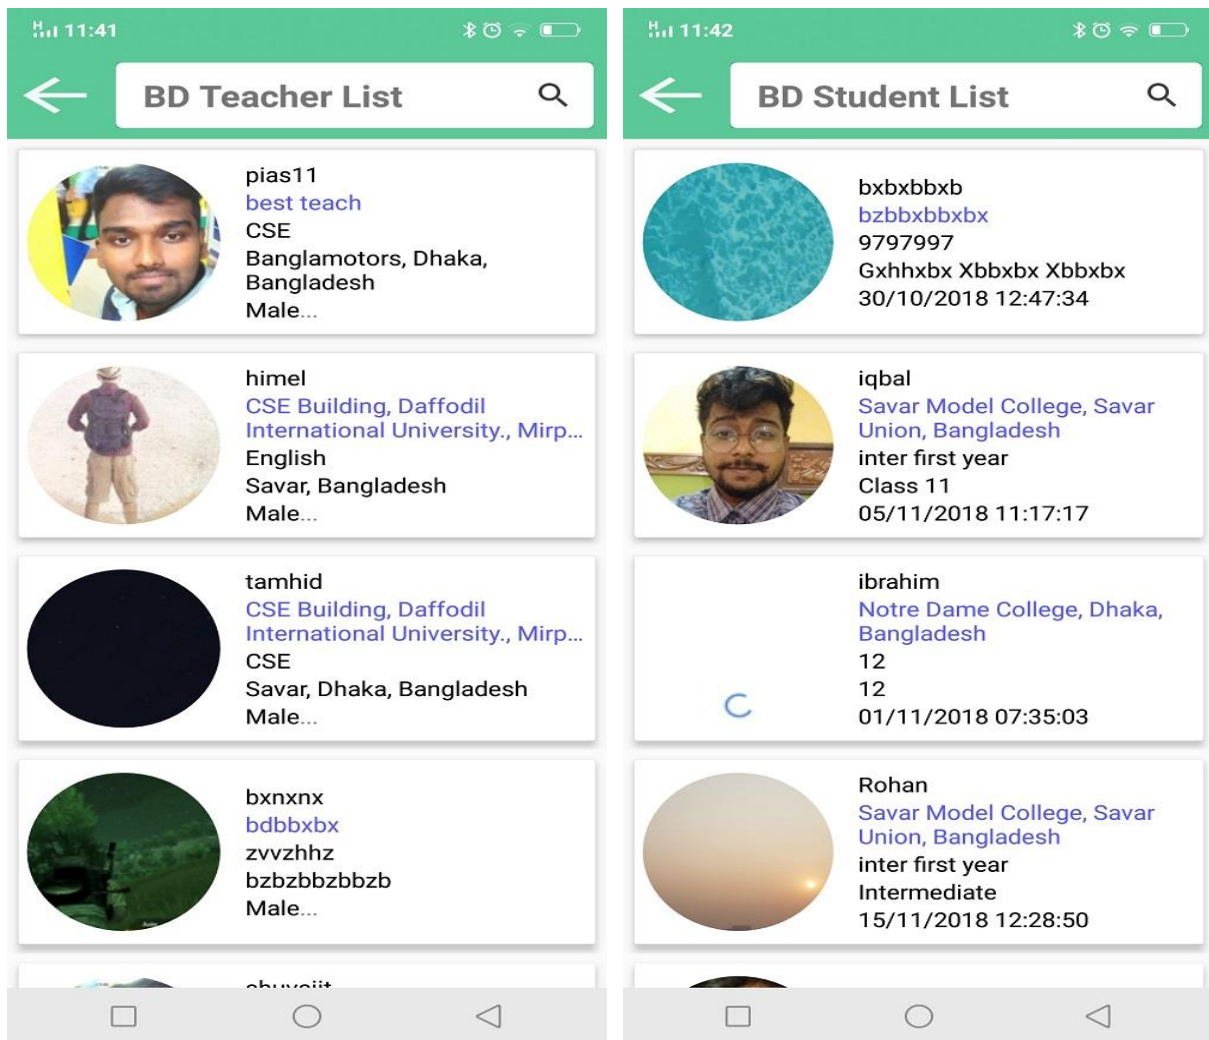 H 11:41
BD Teacher List
pias11
best teach
CSE
Banglamotors, Dhaka,
Bangladesh
Male...
himel
CSE Building, Daffodil
International University., Mirp...
English
Savar, Bangladesh
Male...
tamhid
CSE Building, Daffodil
International University., Mirp...
CSE
Savar, Dhaka, Bangladesh
Male...
bxnxnx
bdbbxbx
zvvzhhz
bzbzbbzbbzb
Male...
H 11:42
BD Student List
bxbxbbxb
bzbbxbbxbx
9797997
Gxhhxbx Xbbxbx Xbbxbx
30/10/2018 12:47:34
iqbal
Savar Model College, Savar
Union, Bangladesh
inter first year
Class 11
05/11/2018 11:17:17
ibrahim
Notre Dame College, Dhaka,
Bangladesh
12
12
01/11/2018 07:35:03
Rohan
Savar Model College, Savar
Union, Bangladesh
inter first year
Intermediate
15/11/2018 12:28:50